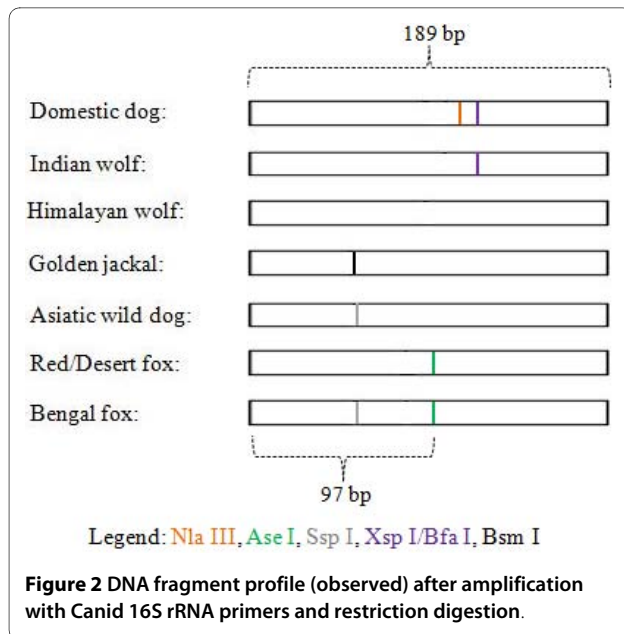 189 bp
Domestic dog:
Indian wolf:
Himalayan wolf:
Golden jackal:
Asiatic wild dog:
Red/Desert fox:
Bengal fox:
97 bp
Legend: Nla III, Ase I, Ssp I, Xsp I/Bfa I, Bsm I
Figure 2 DNA fragment profile (observed) after amplification
with Canid 16S rRNA primers and restriction digestion.